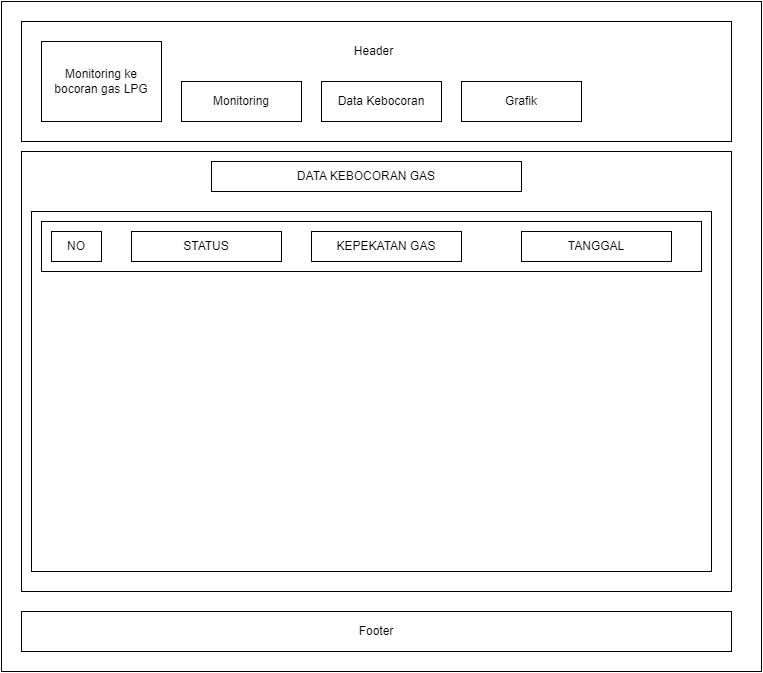 Header
Monitoring ke
bocoran gas LPG
Monitoring
Data Kebocoran
Grafik
DATA KEBOCORAN GAS
NO
STATUS
KEPEKATAN GAS
TANGGAL
Footer